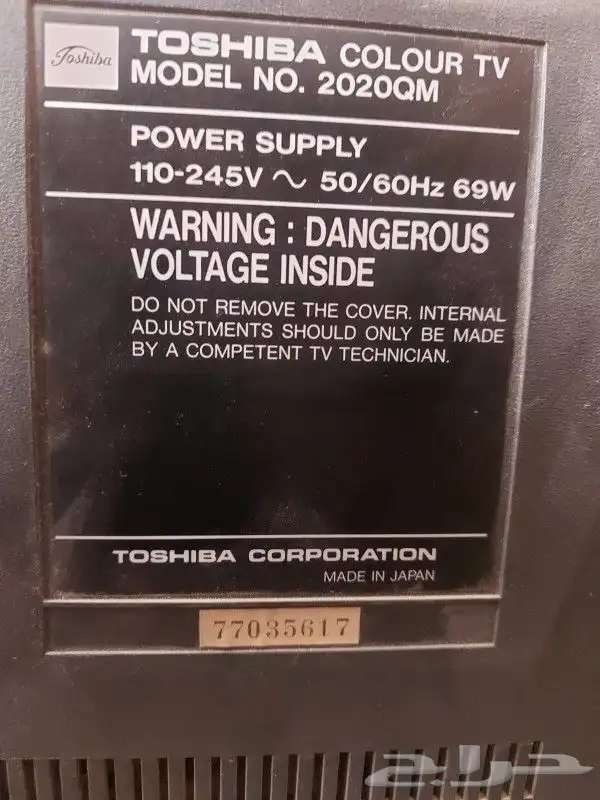 Toshiba
TOSHIBA COLOUR TV
MODEL NO. 2020QM
POWER SUPPLY
110-245V ∼ 50/60Hz 69W
WARNING : DANGEROUS
VOLTAGE INSIDE
DO NOT REMOVE THE COVER. INTERNAL
ADJUSTMENTS SHOULD ONLY BE MADE
BY A COMPETENT TV TECHNICIAN.
TOSHIBA CORPORATION
MADE IN JAPAN
77035617
حراج